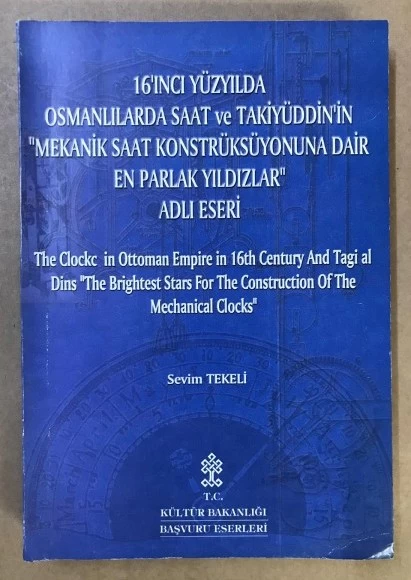 16'INCI YÜZYILDA
OSMANLILARDA SAAT ve TAKİYÜDDİN'İN
"MEKANİK SAAT KONSTRÜKSÜYONUNA DAİR
EN PARLAK YILDIZLAR"
ADLI ESERİ
The Clockc in Ottoman Empire in 16th Century And Tagi al
Dins "The Brightest Stars For The Construction Of The
Mechanical Clocks"
Sevim TEKELİ
T.C.
KÜLTÜR BAKANLIĞI
BAŞVURU ESERLERİ